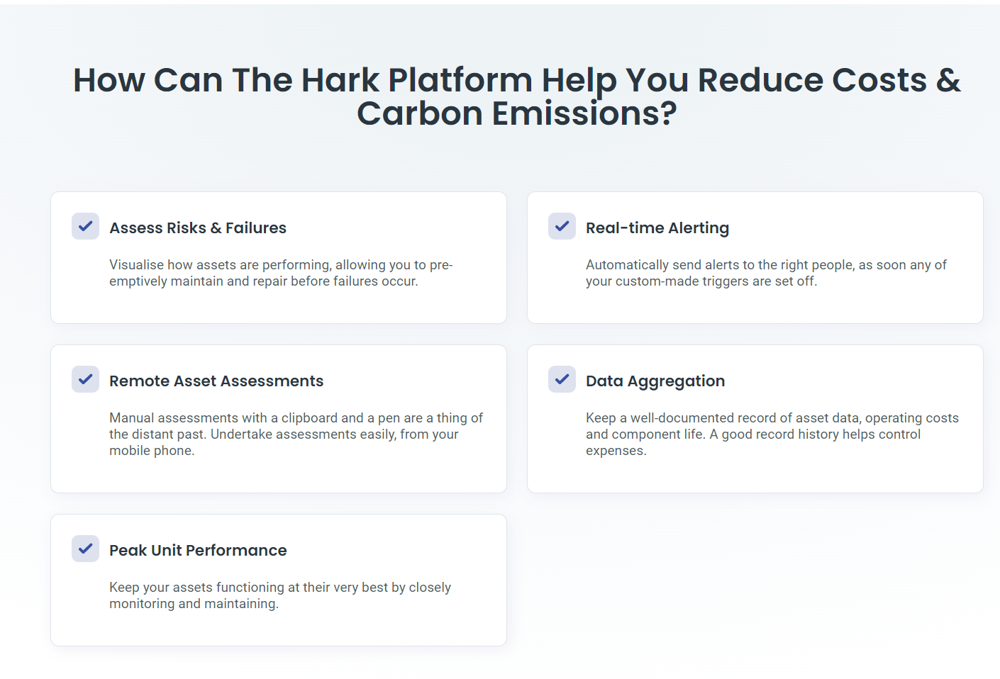 How Can The Hark Platform Help You Reduce Costs &
Carbon Emissions?
Assess Risks & Failures
Visualise how assets are performing, allowing you to pre-
emptively maintain and repair before failures occur.
Real-time Alerting
Automatically send alerts to the right people, as soon any of
your custom-made triggers are set off.
Remote Asset Assessments
Manual assessments with a clipboard and a pen are a thing of
the distant past. Undertake assessments easily, from your
mobile phone.
Data Aggregation
Keep a well-documented record of asset data, operating costs
and component life. A good record history helps control
expenses.
Peak Unit Performance
Keep your assets functioning at their very best by closely
monitoring and maintaining.